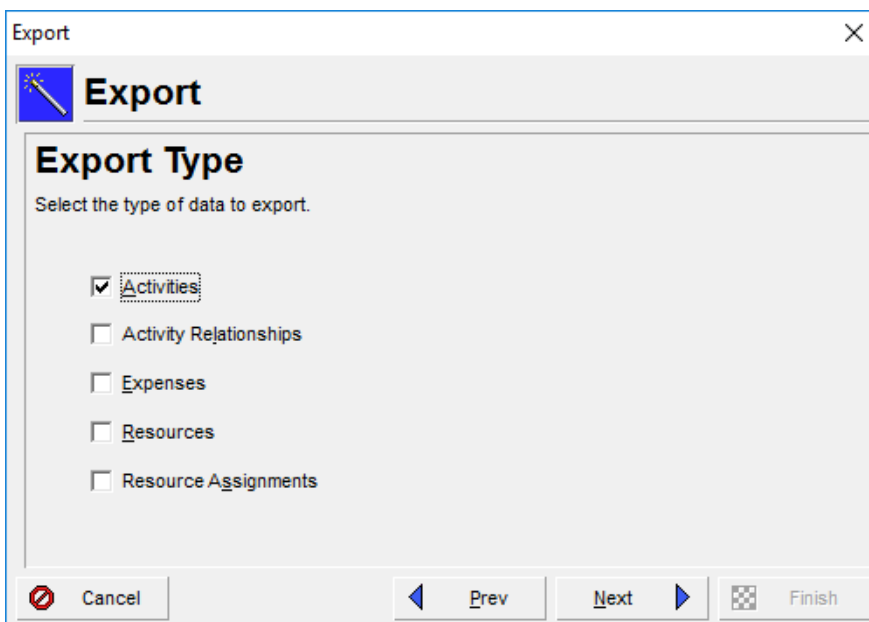 Export
Export
Export Type
Select the type of data to export.
Activities
Activity Relationships
Expenses
Resources
Resource Assignments
Cancel
Prev
Next
Finish